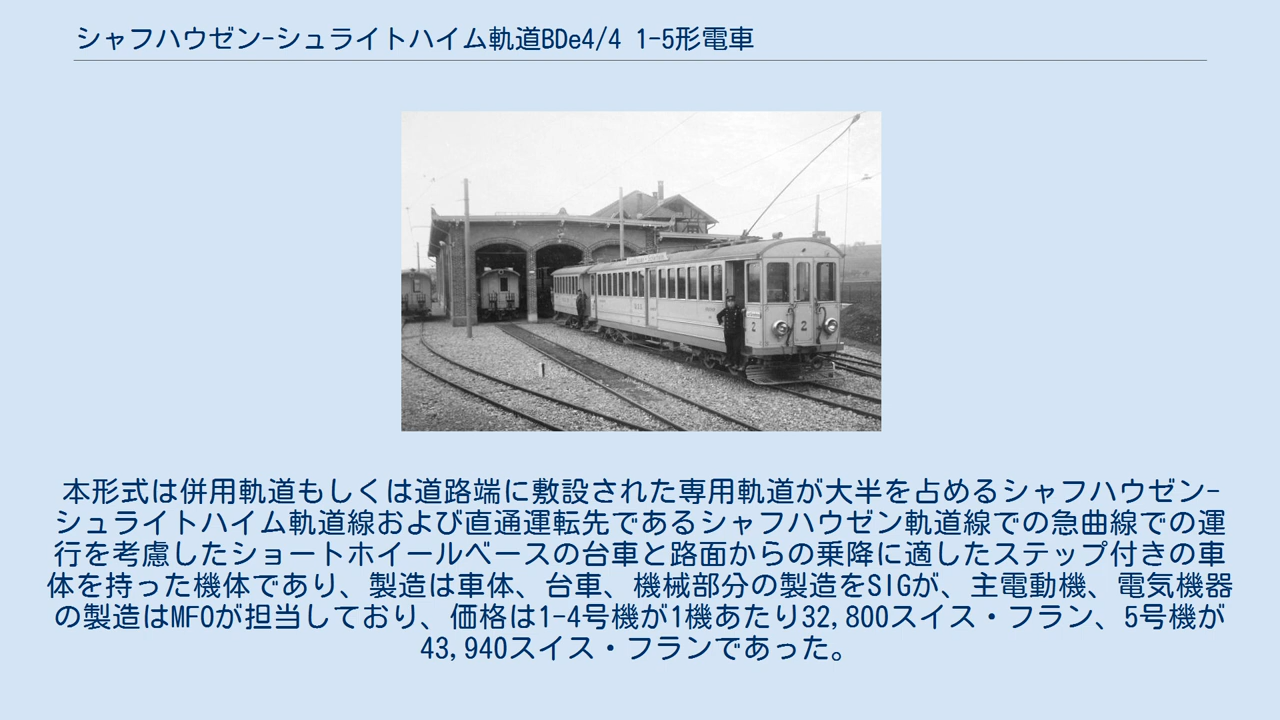 シャフハウゼン-シュライトハイム軌道BDe4/4 1-5形電車
2
2
本形式は併用軌道もしくは道路端に敷設された専用軌道が大半を占めるシャフハウゼン-
シュライトハイム軌道線および直通運転先であるシャフハウゼン軌道線での急曲線での運
行を考慮したショートホイールベースの台車と路面からの乗降に適したステップ付きの車
体を持った機体であり、製造は車体、台車、機械部分の製造をSIGが、主電動機、電気機器
の製造はMFOが担当しており、価格は1-4号機が1機あたり32,800スイス・フラン、5号機が
43,940スイス・フランであった。